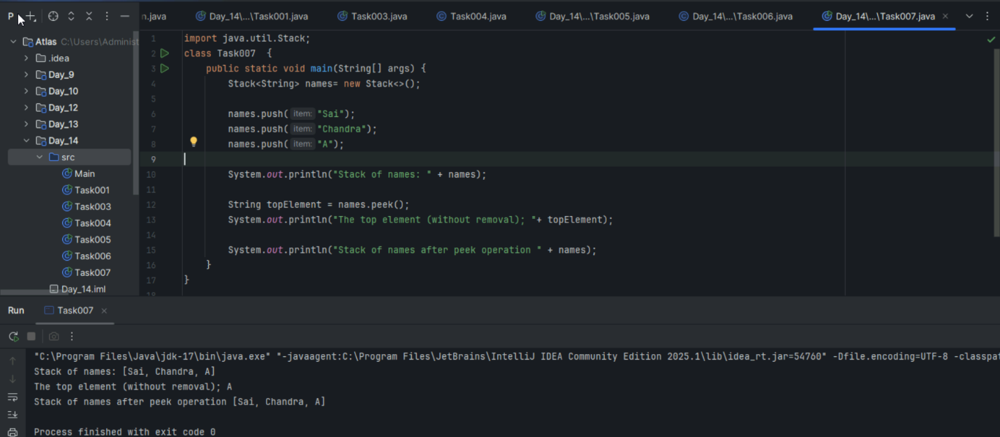 P
n.java
Day_14\...\Task001.java
Task003.java
Task004.java
Day_14\...\Task005.java
Day_14\...\Task006.java
Day_14\...\Task007.java
Atlas C:\Users\Administ
.idea
Day_9
Day_10
Day_12
Day_13
Day_14
src
Main
Task001
Task003
Task004
Task005
Task006
Task007
Day_14.iml
1 import java.util.Stack;
2 class Task007  {
3 public static void main(String[] args) {
4 Stack<String> names= new Stack<>();
5
6 names.push( item: "Sai");
7 names.push( item: "Chandra");
8 names.push( item: "A");
9
10 System.out.println("Stack of names: " + names);
11
12 String topElement = names.peek();
13 System.out.println("The top element (without removal); "+ topElement);
14
15 System.out.println("Stack of names after peek operation " + names);
16 }
17 }
18
Run
Task007
"C:\Program Files\Java\jdk-17\bin\java.exe" "-javaagent:C:\Program Files\JetBrains\IntelliJ IDEA Community Edition 2025.1\lib\idea_rt.jar=54760" -Dfile.encoding=UTF-8 -classpat
Stack of names: [Sai, Chandra, A]
The top element (without removal); A
Stack of names after peek operation [Sai, Chandra, A]
Process finished with exit code 0